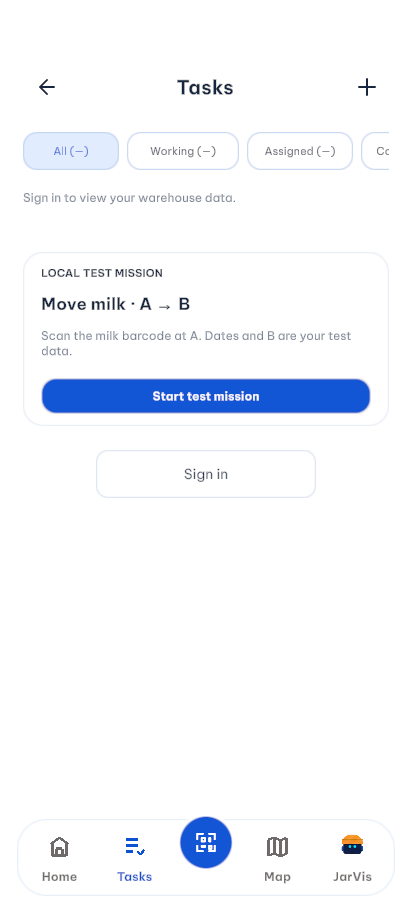 Tasks
All (—)
Working (—)
Assigned (—)
Co
Sign in to view your warehouse data.
LOCAL TEST MISSION
Move milk · A → B
Scan the milk barcode at A. Dates and B are your test
data.
Start test mission
Sign in
Home
Tasks
Map
JarVis